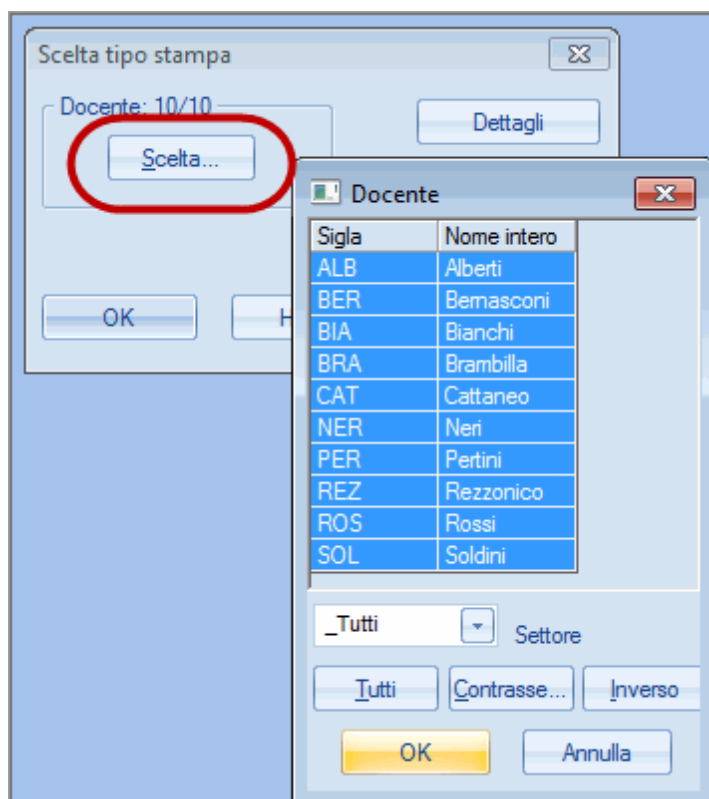 Scelta tipo stampa
Docente: 10/10
Scelta...
Dettagli
OK
H
Docente
Sigla Nome intero
ALB Alberti
BER Bernasconi
BIA Bianchi
BRA Brambilla
CAT Cattaneo
NER Neri
PER Pertini
REZ Rezzonico
ROS Rossi
SOL Soldini
_Tutti Settore
Tutti Contrasse... Inverso
OK Annulla